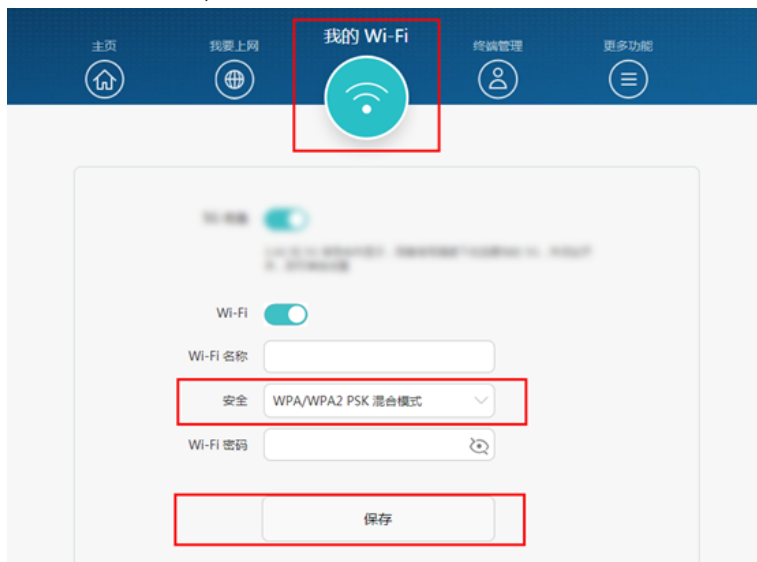 主页
我要上网
我的 Wi-Fi
终端管理
更多功能
Wi-Fi
Wi-Fi 名称
安全
WPA/WPA2 PSK 混合模式
Wi-Fi 密码
保存